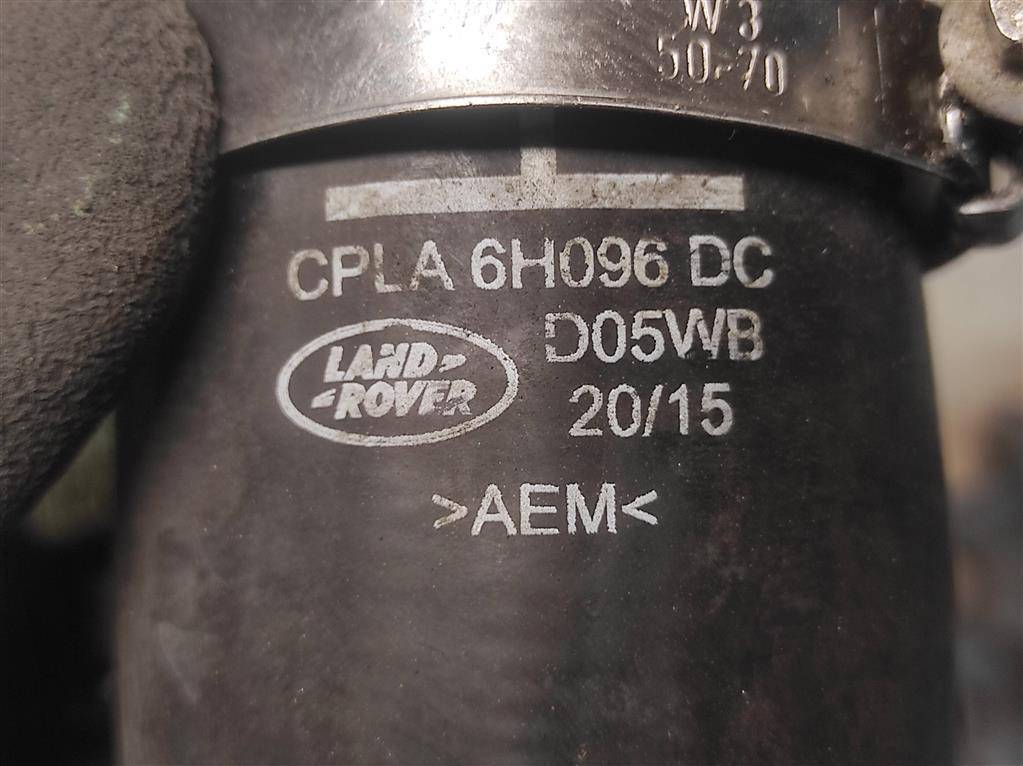 W3
50-70
CPLA 6H096 DC
D05WB
LAND
ROVER
20/15
>AEM<